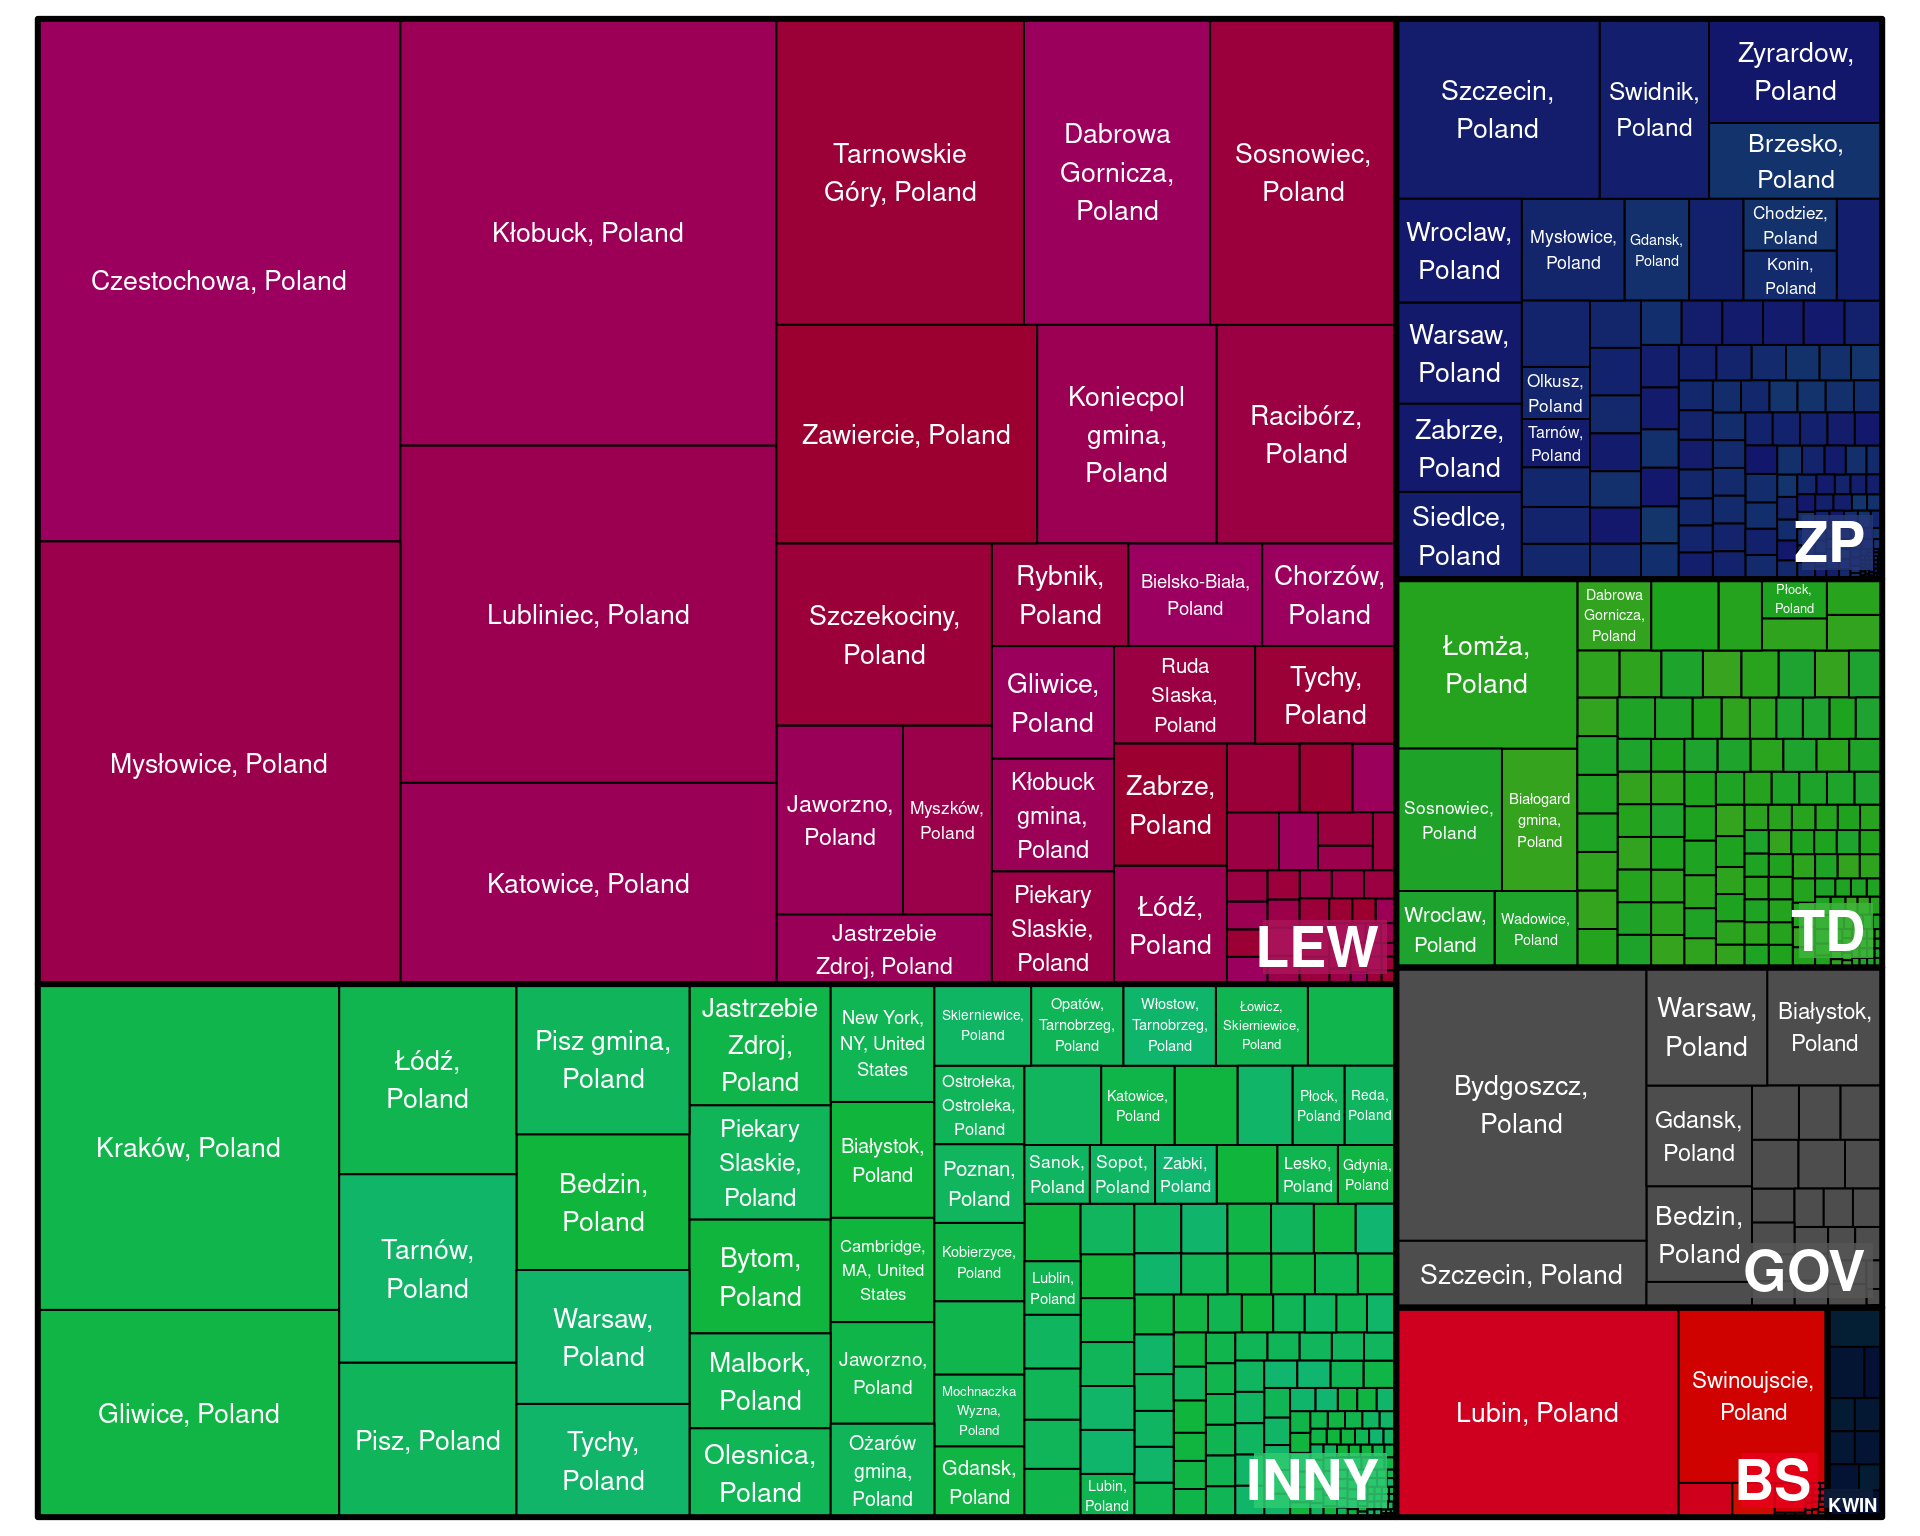 Czestochowa, Poland
Mysłowice, Poland
Kłobuck, Poland
Lubliniec, Poland
Katowice, Poland
Tarnowskie
Góry, Poland
Dabrowa
Gornicza,
Poland
Sosnowiec,
Poland
Zawiercie, Poland
Koniecpol
gmina,
Poland
Racibórz,
Poland
Szczekociny,
Poland
Jaworzno,
Poland
Myszków,
Poland
Jastrzebie
Zdroj, Poland
Rybnik,
Poland
Bielsko-Biała,
Poland
Chorzów,
Poland
Gliwice,
Poland
Kłobuck
gmina,
Poland
Piekary
Slaskie,
Poland
Ruda
Slaska,
Poland
Tychy,
Poland
Zabrze,
Poland
Łódź,
Poland
LEW
Szczecin,
Poland
Swidnik,
Poland
Zyrardow,
Poland
Brzesko,
Poland
Wroclaw,
Poland
Warsaw,
Poland
Zabrze,
Poland
Siedlce,
Poland
Mysłowice,
Poland
Gdansk,
Poland
Chodziez,
Poland
Konin,
Poland
Olkusz,
Poland
Tarnów,
Poland
ZP
Łomża,
Poland
Sosnowiec,
Poland
Białogard
gmina,
Poland
Wroclaw,
Poland
Wadowice,
Poland
Dabrowa
Gornicza,
Poland
Płock,
Poland
TD
Kraków, Poland
Gliwice, Poland
Łódź,
Poland
Tarnów,
Poland
Pisz, Poland
Pisz gmina,
Poland
Bedzin,
Poland
Warsaw,
Poland
Tychy,
Poland
Jastrzebie
Zdroj,
Poland
Piekary
Slaskie,
Poland
Bytom,
Poland
Malbork,
Poland
Olesnica,
Poland
New York,
NY, United
States
Białystok,
Poland
Cambridge,
MA, United
States
Jaworzno,
Poland
Ożarów
gmina,
Poland
Skierniewice,
Poland
Opatów,
Tarnobrzeg,
Poland
Włostow,
Tarnobrzeg,
Poland
Łowicz,
Skierniewice,
Poland
Ostrołeka,
Ostroleka,
Poland
Poznan,
Poland
Kobierzyce,
Poland
Mochnaczka
Wyzna,
Poland
Gdansk,
Poland
Katowice,
Poland
Płock,
Poland
Reda,
Poland
Sanok,
Poland
Sopot,
Poland
Zabki,
Poland
Lesko,
Poland
Gdynia,
Poland
Lublin,
Poland
Lubin,
Poland
INNY
Bydgoszcz,
Poland
Szczecin, Poland
Warsaw,
Poland
Białystok,
Poland
Gdansk,
Poland
Bedzin,
Poland
GOV
Lubin, Poland
Swinoujscie,
Poland
BS
KWIN